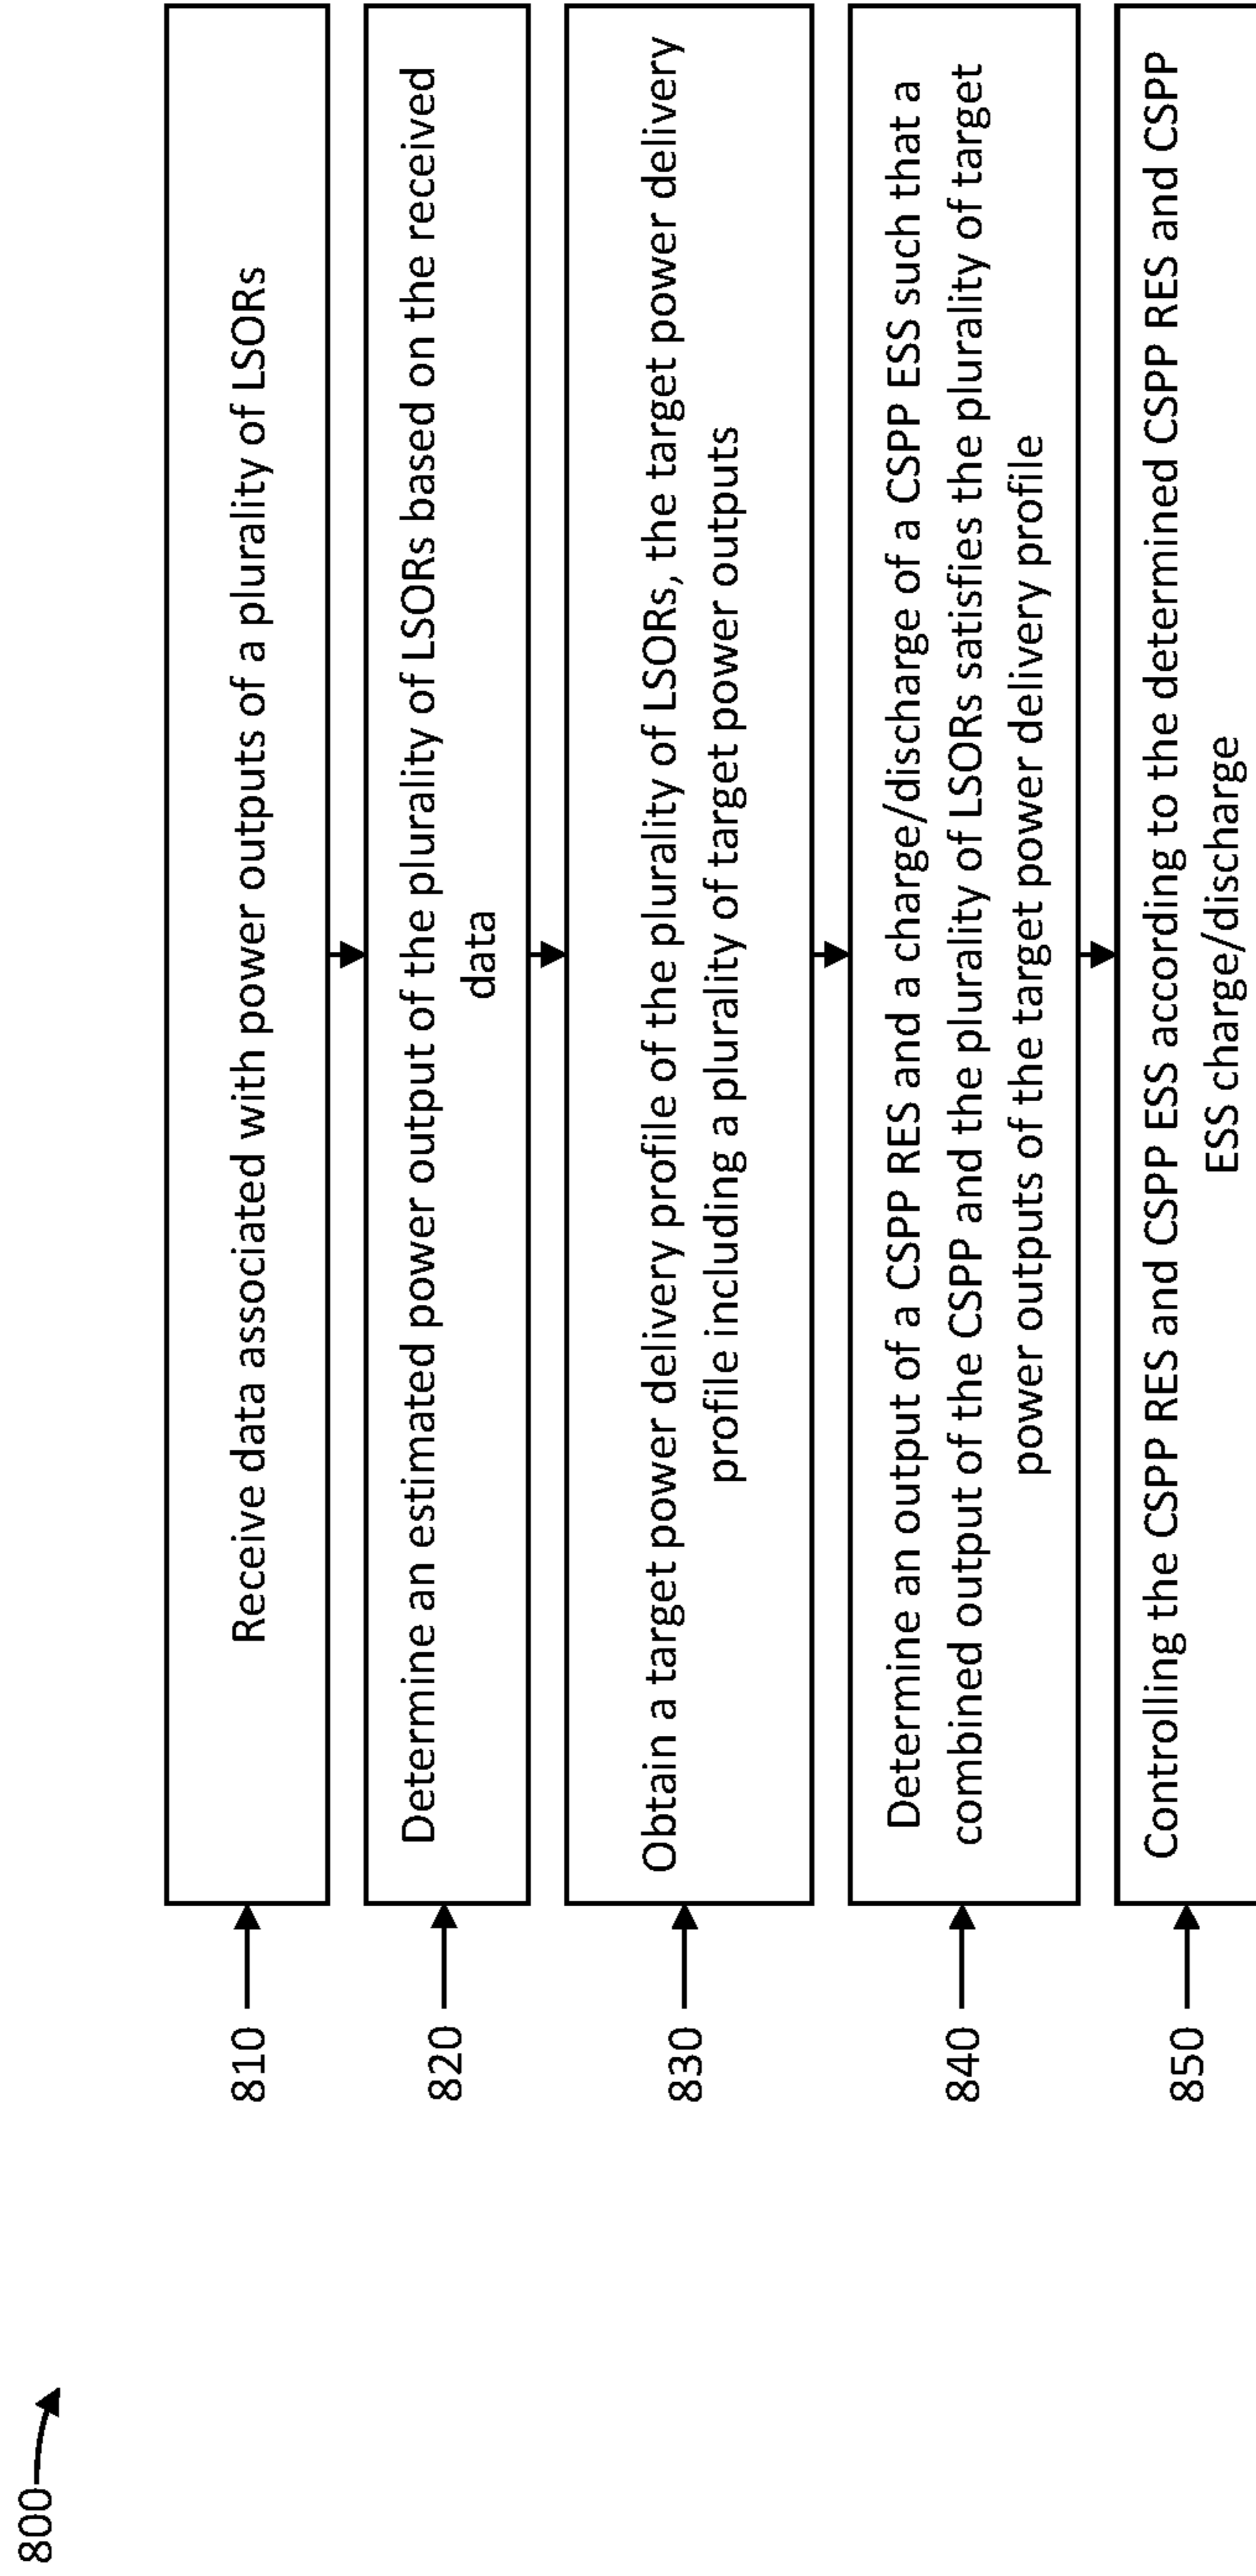 800
810
Receive data associated with power outputs of a plurality of LSORs
820
Determine an estimated power output of the plurality of LSORs based on the received
data
830
Obtain a target power delivery profile of the plurality of LSORs, the target power delivery
profile including a plurality of target power outputs
840
Determine an output of a CSPP RES and a charge/discharge of a CSPP ESS such that a
combined output of the CSPP and the plurality of LSORs satisfies the plurality of target
power outputs of the target power delivery profile
850
Controlling the CSPP RES and CSPP ESS according to the determined CSPP RES and CSPP
ESS charge/discharge